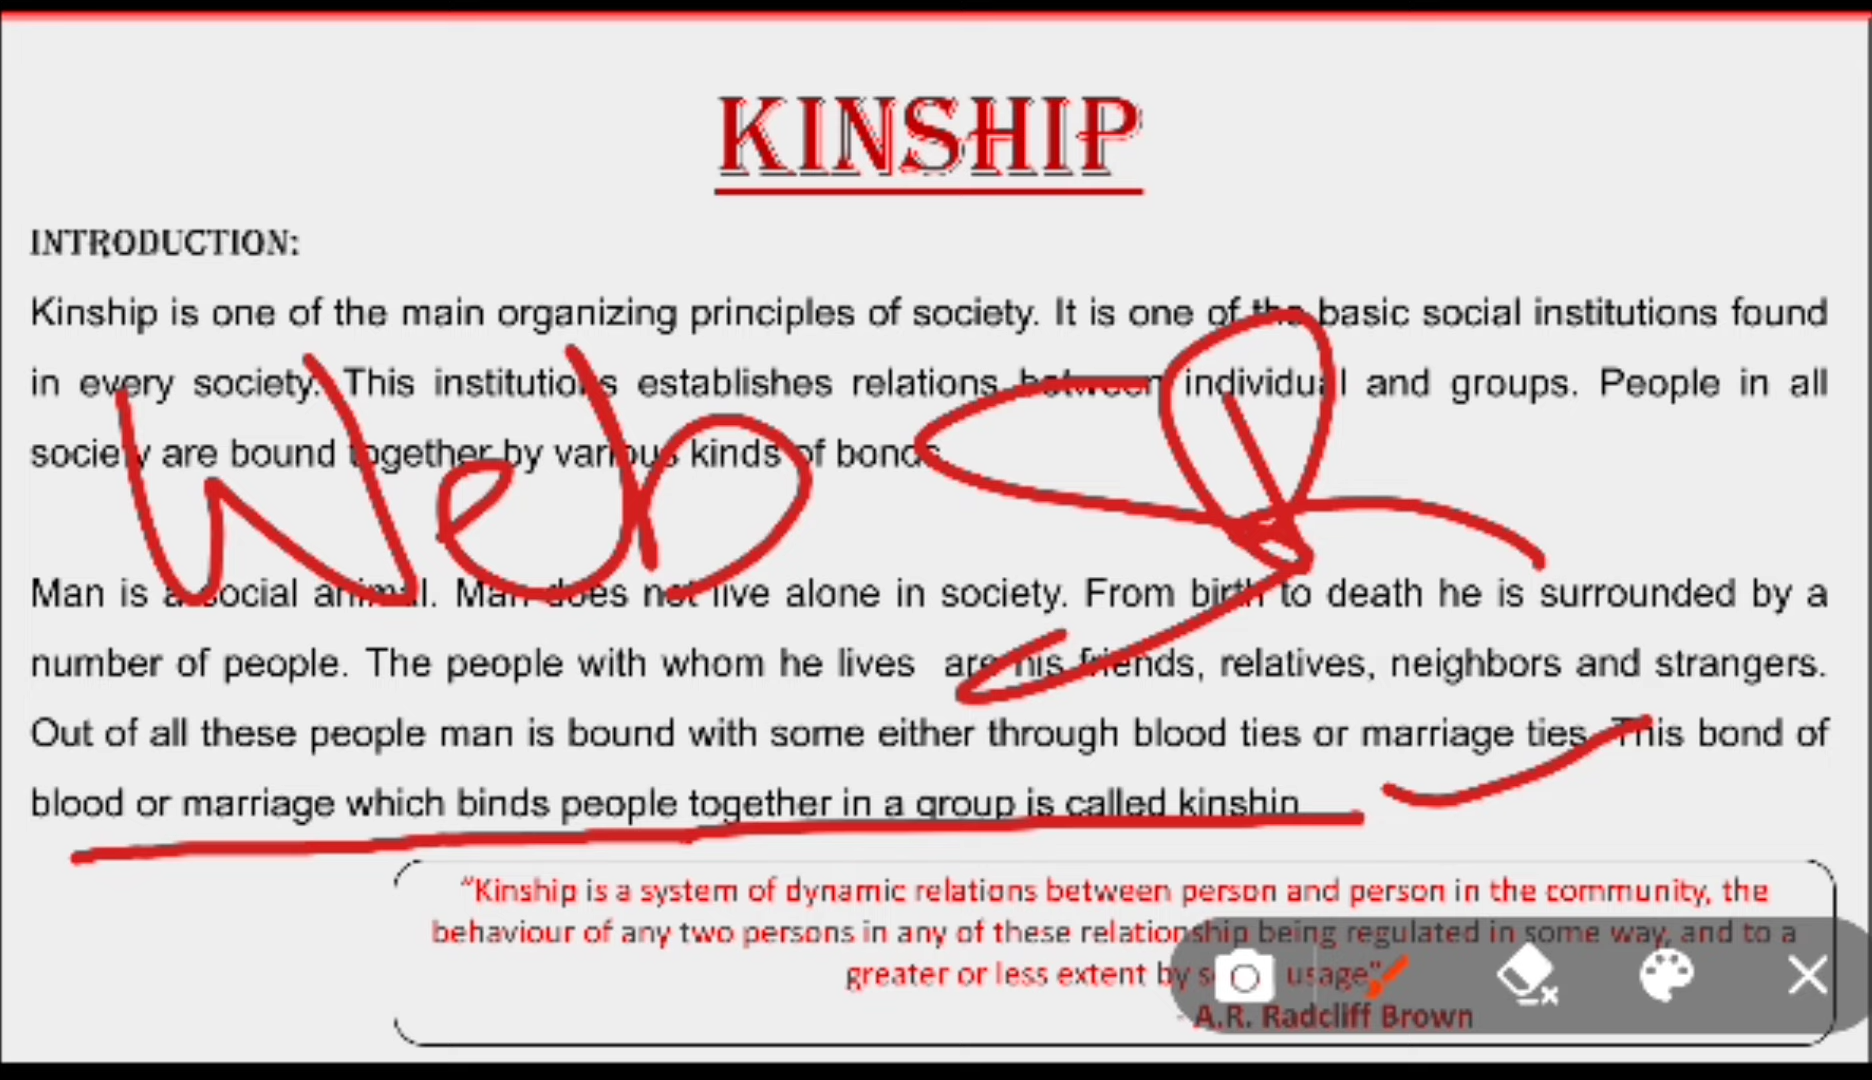 KINSHIP
INTRODUCTION:
Kinship is one of the main organizing principles of society. It is one of the basic social institutions found
in every society. This institutions establishes relations between individual and groups. People in all
society are bound together by various kinds of bonds.
Web
Man is a social animal. Man does not live alone in society. From birth to death he is surrounded by a
number of people. The people with whom he lives are his friends, relatives, neighbors and strangers.
Out of all these people man is bound with some either through blood ties or marriage ties. This bond of
blood or marriage which binds people together in a group is called kinship
"Kinship is a system of dynamic relations between person and person in the community, the
behaviour of any two persons in any of these relationship being regulated in some way, and to a
greater or less extent by usage"
- A.R. Radcliff Brown